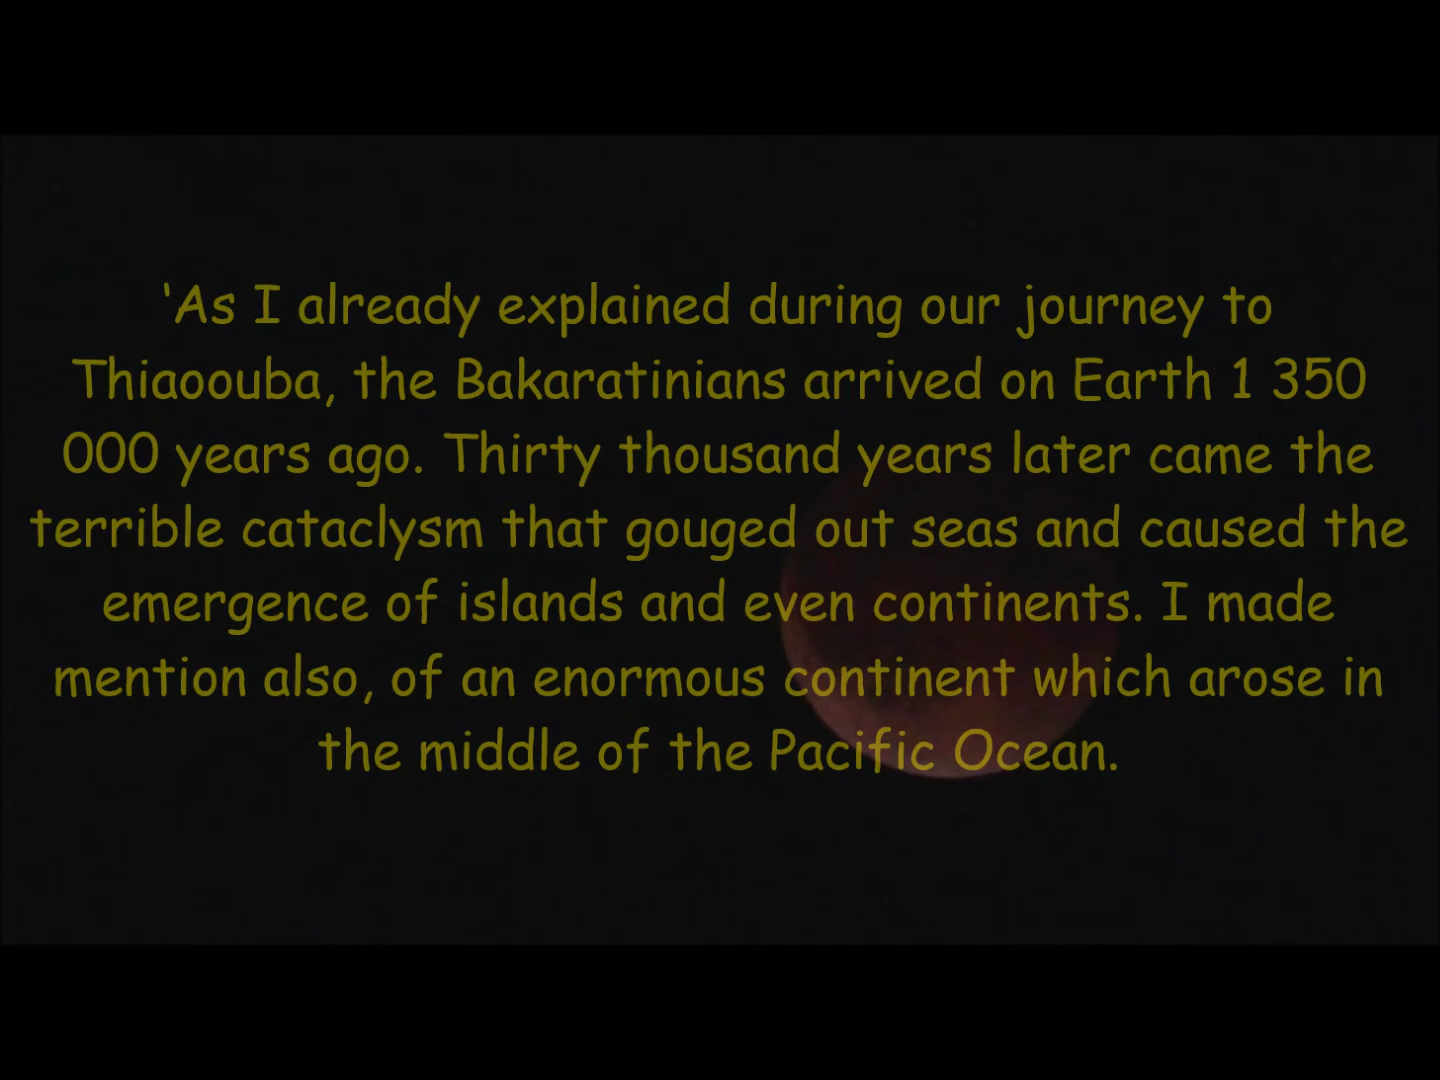 ‘As I already explained during our journey to
Thiaoouba, the Bakaratinians arrived on Earth 1 350
000 years ago. Thirty thousand years later came the
terrible cataclysm that gouged out seas and caused the
emergence of islands and even continents. I made
mention also, of an enormous continent which arose in
the middle of the Pacific Ocean.